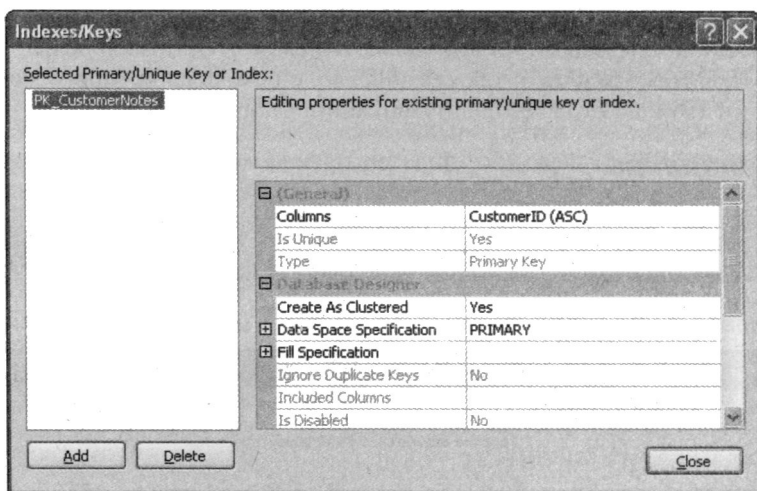 Indexes/Keys
Selected Primary/Unique Key or Index:
PK_CustomerNotes
Editing properties for existing primary/unique key or index.
(General)
Columns CustomerID (ASC)
Is Unique Yes
Type Primary Key
Database Designer
Create As Clustered Yes
Data Space Specification PRIMARY
Fill Specification
Ignore Duplicate Keys No
Included Columns
Is Disabled No
Add Delete Close